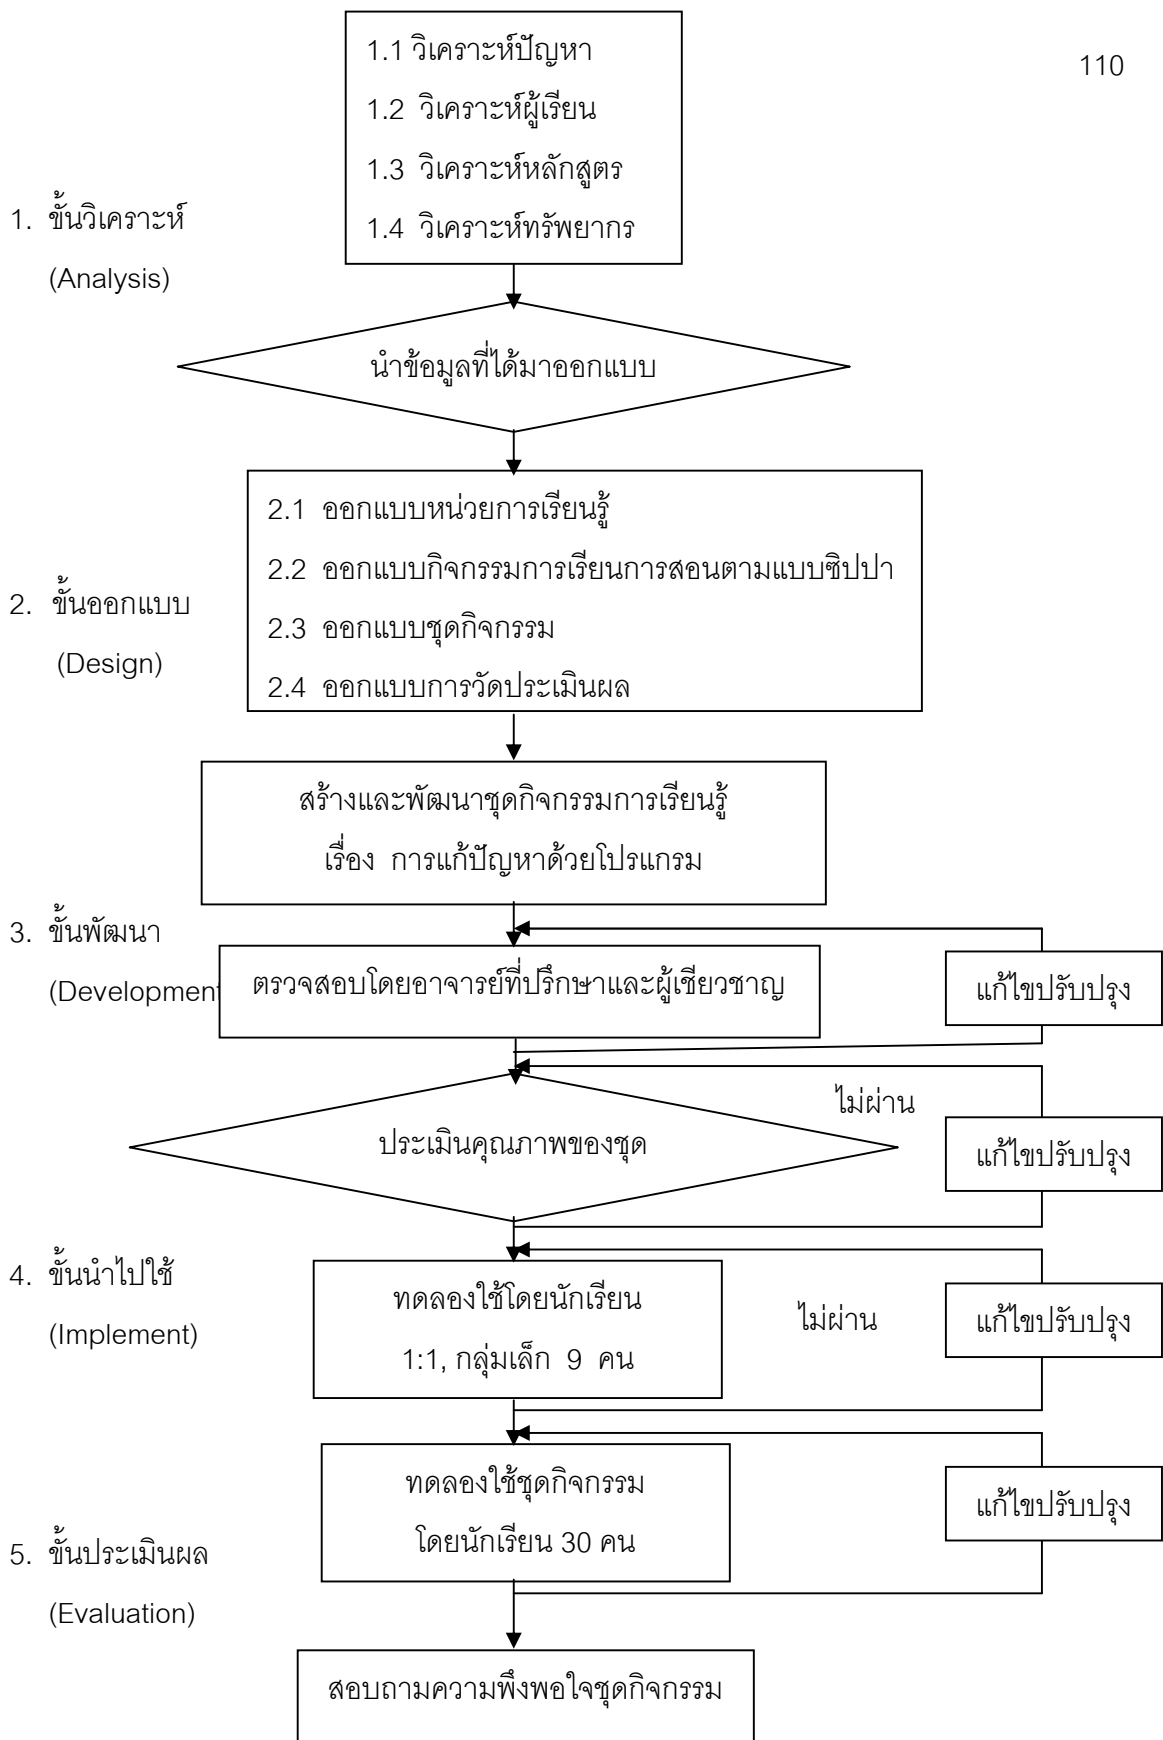 110
1.1 วิเคราะห์ปัญหา
1.2 วิเคราะห์ผู้เรียน
1.3 วิเคราะห์หลักสูตร
1.4 วิเคราะห์ทรัพยากร
1. ขั้นวิเคราะห์
(Analysis)
นำข้อมูลที่ได้มาออกแบบ
2.1 ออกแบบหน่วยการเรียนรู้
2.2 ออกแบบกิจกรรมการเรียนการสอนตามแบบซิปปา
2.3 ออกแบบชุดกิจกรรม
2.4 ออกแบบการวัดประเมินผล
2. ขั้นออกแบบ
(Design)
สร้างและพัฒนาชุดกิจกรรมการเรียนรู้
เรื่อง การแก้ปัญหาด้วยโปรแกรม
3. ขั้นพัฒนา
(Development
ตรวจสอบโดยอาจารย์ที่ปรึกษาและผู้เชียวชาญ
แก้ไขปรับปรุง
ไม่ผ่าน
ประเมินคุณภาพของชุด
แก้ไขปรับปรุง
4. ขั้นนำไปใช้
(Implement)
ทดลองใช้โดยนักเรียน
1:1, กลุ่มเล็ก 9 คน
ไม่ผ่าน
แก้ไขปรับปรุง
ทดลองใช้ชุดกิจกรรม
โดยนักเรียน 30 คน
แก้ไขปรับปรุง
5. ขั้นประเมินผล
(Evaluation)
สอบถามความพึงพอใจชุดกิจกรรม